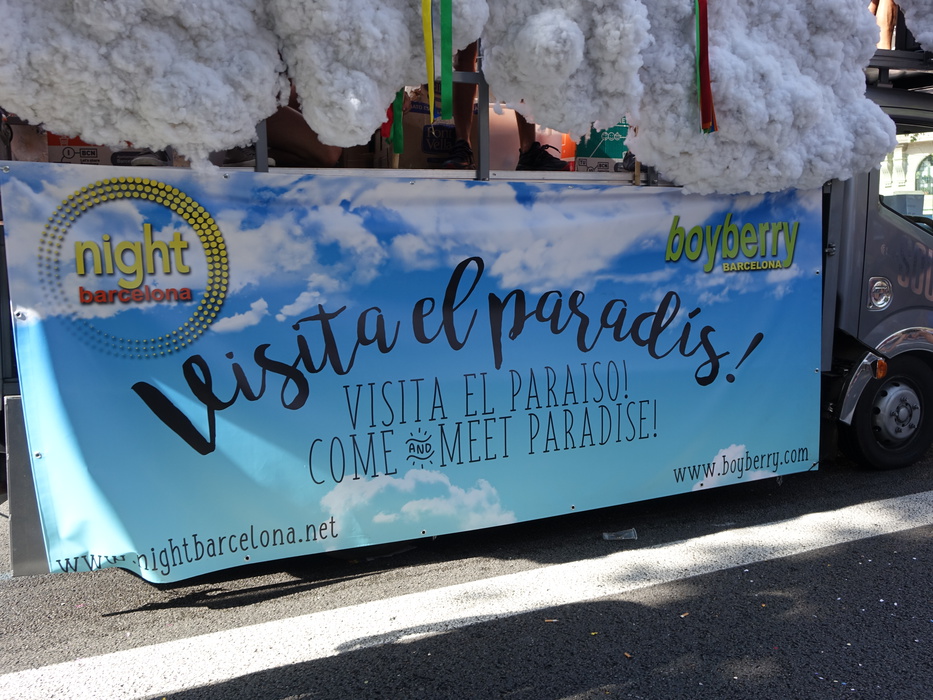 night
barcelona
boyberry
BARCELONA
Visita el paradís!
VISITA EL PARAISO!
COME AND MEET PARADISE!
www.boyberry.com
www.nightbarcelona.net